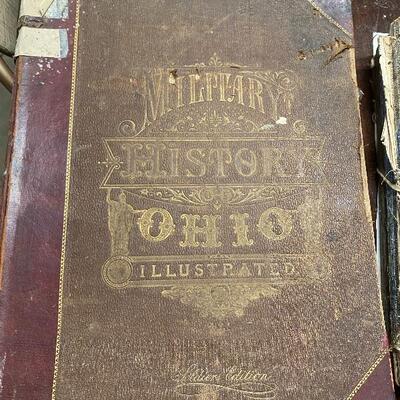 MILITARY
HISTORY
OHIO
ILLUSTRATED
Soldiers Edition